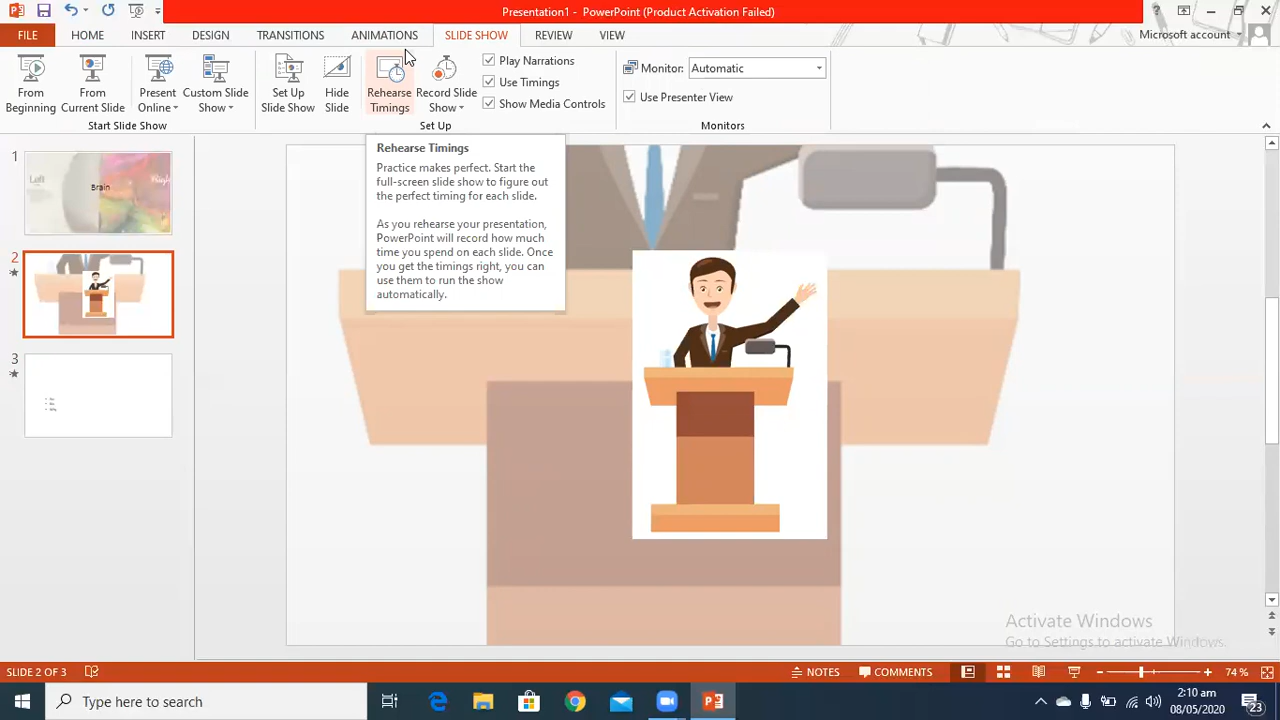 Presentation1 - PowerPoint (Product Activation Failed)
FILE HOME INSERT DESIGN TRANSITIONS ANIMATIONS SLIDE SHOW REVIEW VIEW Microsoft account
From Beginning
From Current Slide
Present Online
Custom Slide Show
Start Slide Show
Set Up Slide Show
Hide Slide
Rehearse Timings
Record Slide Show
Play Narrations
Use Timings
Show Media Controls
Set Up
Monitor: Automatic
Use Presenter View
Monitors
Rehearse Timings
Practice makes perfect. Start the
full-screen slide show to figure out
the perfect timing for each slide.
As you rehearse your presentation,
PowerPoint will record how much
time you spend on each slide. Once
you get the timings right, you can
use them to run the show
automatically.
1
Left
Brain
Right
2
3
Activate Windows
Go to Settings to activate Windows.
SLIDE 2 OF 3 NOTES COMMENTS 74 %
Type here to search
2:10 am
08/05/2020
23